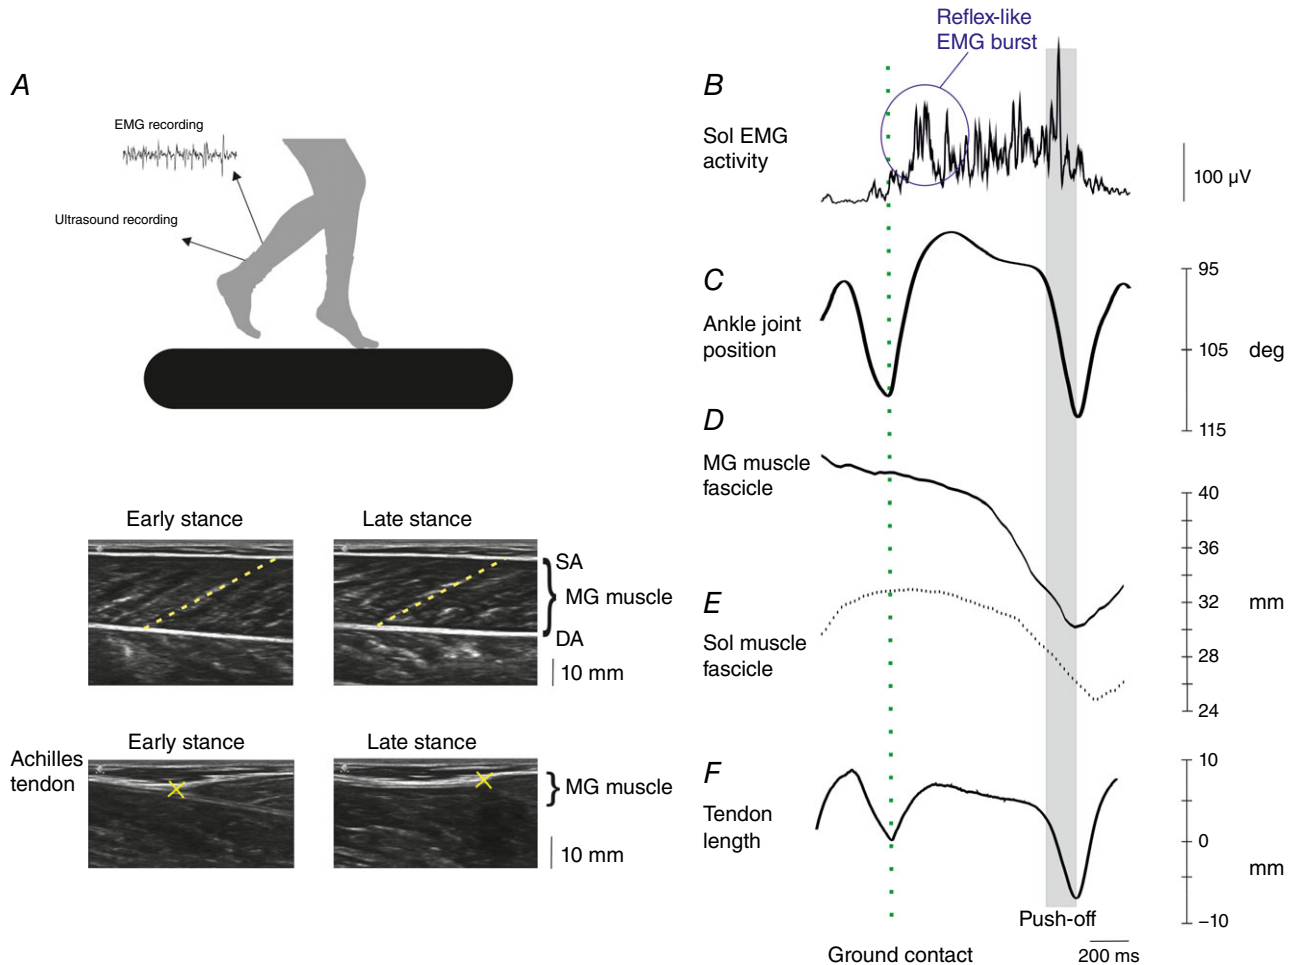 A
EMG recording
Ultrasound recording
Early stance
Late stance
SA
MG muscle
DA
10 mm
Achilles
tendon
Early stance
Late stance
MG muscle
10 mm
Reflex-like
EMG burst
B
Sol EMG
activity
100 μV
C
Ankle joint
position
95
105
115
deg
D
MG muscle
fascicle
40
36
32
28
24
mm
E
Sol muscle
fascicle
F
Tendon
length
10
0
−10
mm
Push-off
Ground contact
200 ms